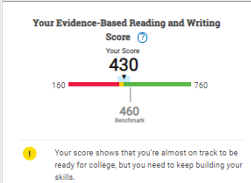 Your Evidence-Based Reading and Writing
Score ?
Your Score
430
160 760
460
Benchmark
! Your score shows that you're almost on track to be
ready for college, but you need to keep building your
skills.